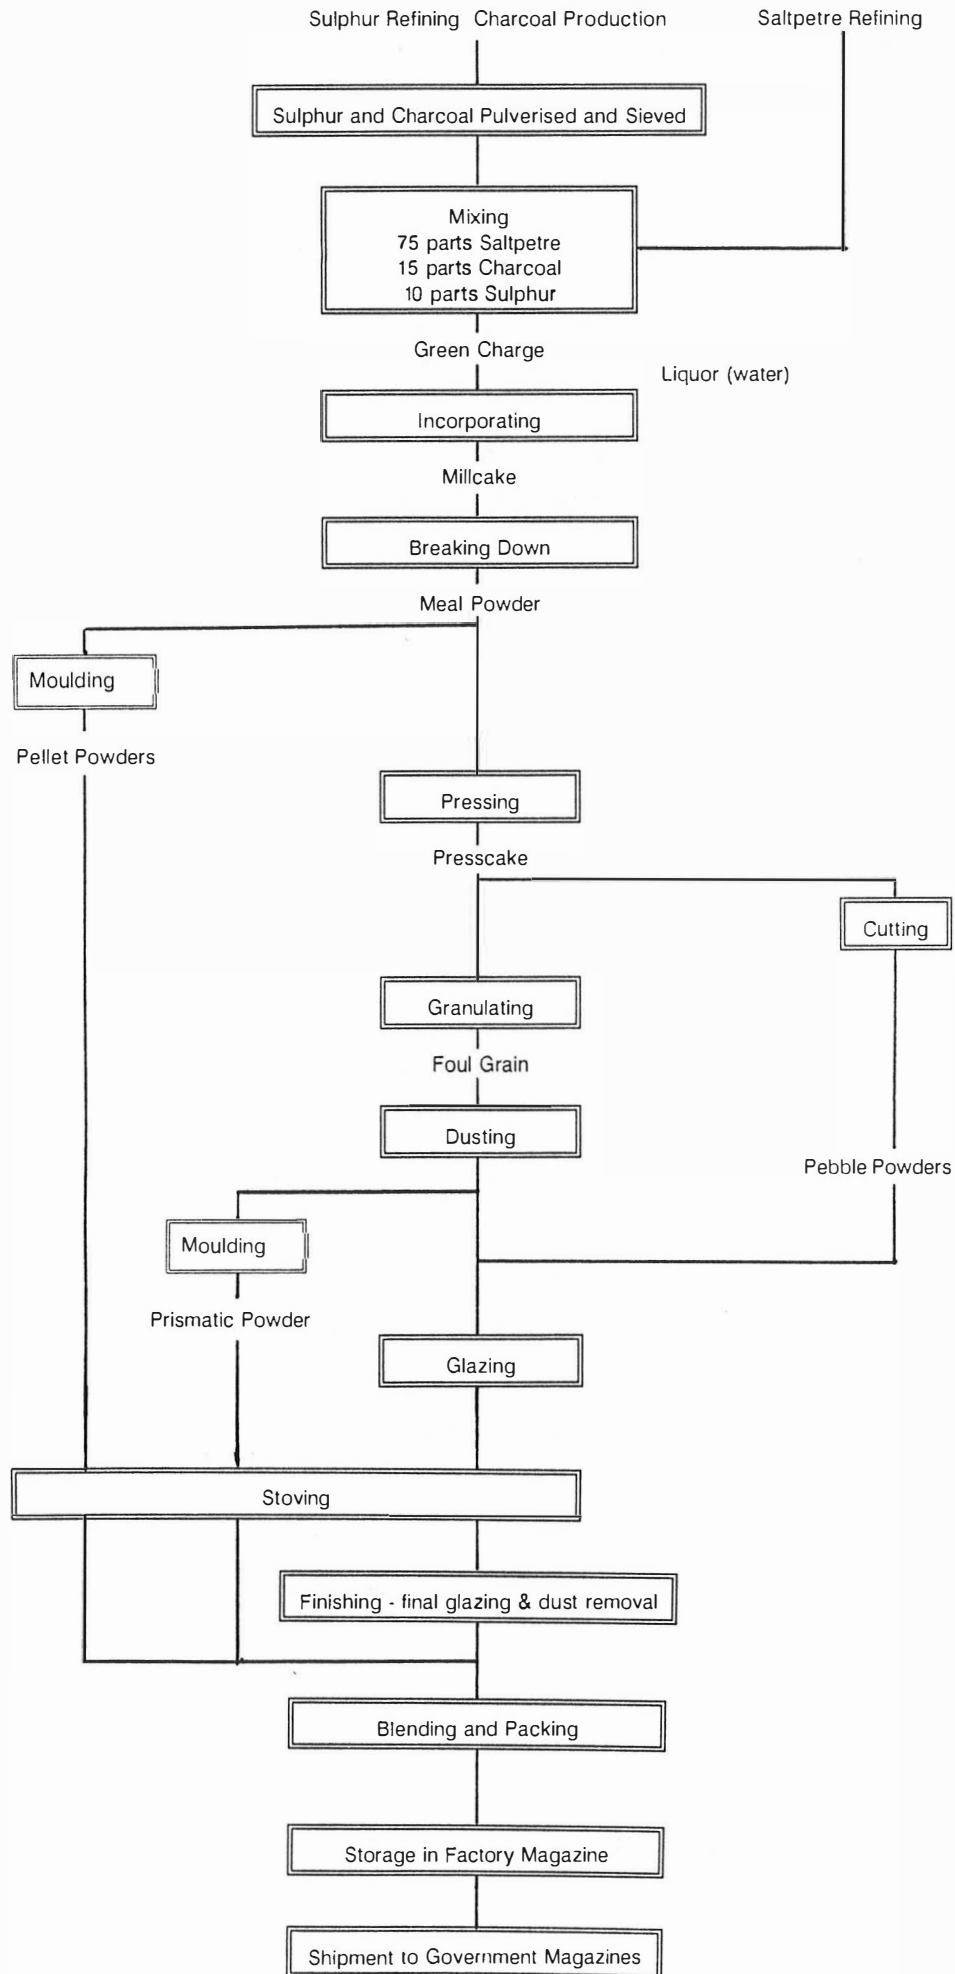 Sulphur Refining Charcoal Production
Saltpetre Refining
Sulphur and Charcoal Pulverised and Sieved
Mixing
75 parts Saltpetre
15 parts Charcoal
10 parts Sulphur
Green Charge
Liquor (water)
Incorporating
Millcake
Breaking Down
Meal Powder
Moulding
Pellet Powders
Pressing
Presscake
Cutting
Granulating
Foul Grain
Dusting
Pebble Powders
Moulding
Prismatic Powder
Glazing
Stoving
Finishing - final glazing & dust removal
Blending and Packing
Storage in Factory Magazine
Shipment to Government Magazines